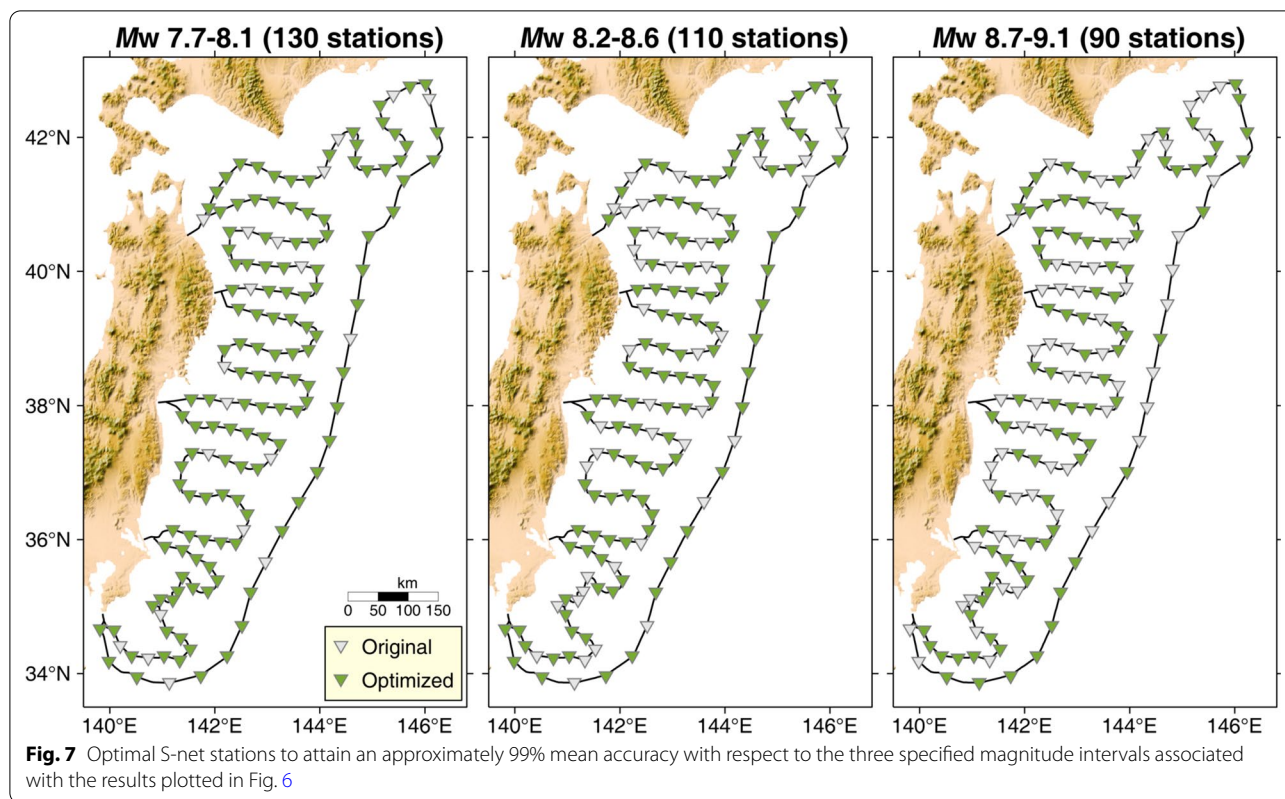 Mw 7.7-8.1 (130 stations) Mw 8.2-8.6 (110 stations) Mw 8.7-9.1 (90 stations)
42°N
40°N
38°N
36°N
34°N
km
0 50 100 150
Original
Optimized
140°E 142°E 144°E 146°E 140°E 142°E 144°E 146°E 140°E 142°E 144°E 146°E
Fig. 7 Optimal S-net stations to attain an approximately 99% mean accuracy with respect to the three specified magnitude intervals associated
with the results plotted in Fig. 6